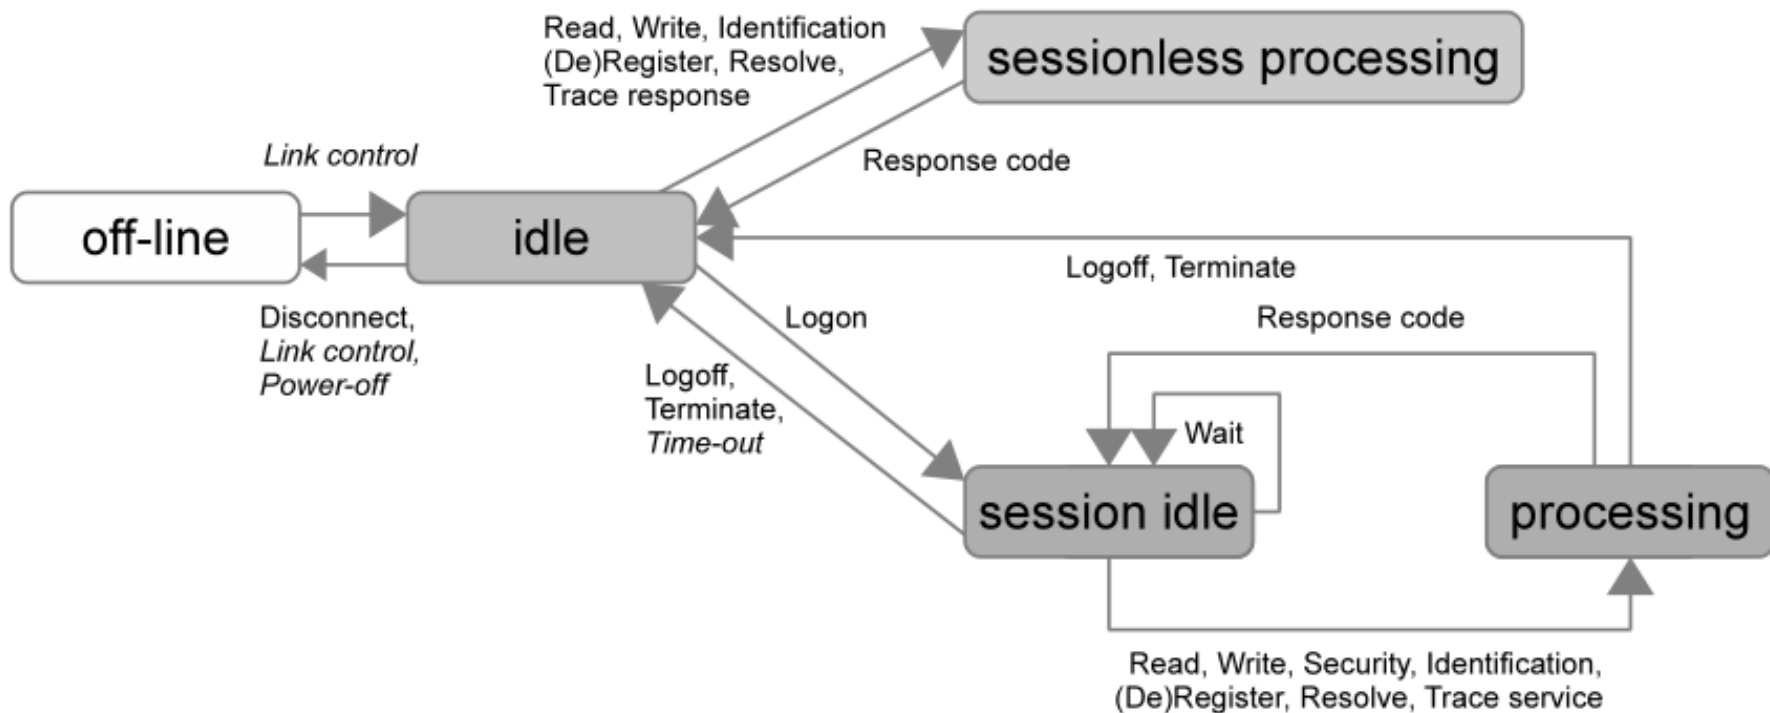 Read, Write, Identification
(De)Register, Resolve,
Trace response
sessionless processing
Link control
Response code
off-line
idle
Logoff, Terminate
Disconnect,
Link control,
Power-off
Logon
Response code
Logoff,
Terminate,
Time-out
Wait
session idle
processing
Read, Write, Security, Identification,
(De)Register, Resolve, Trace service